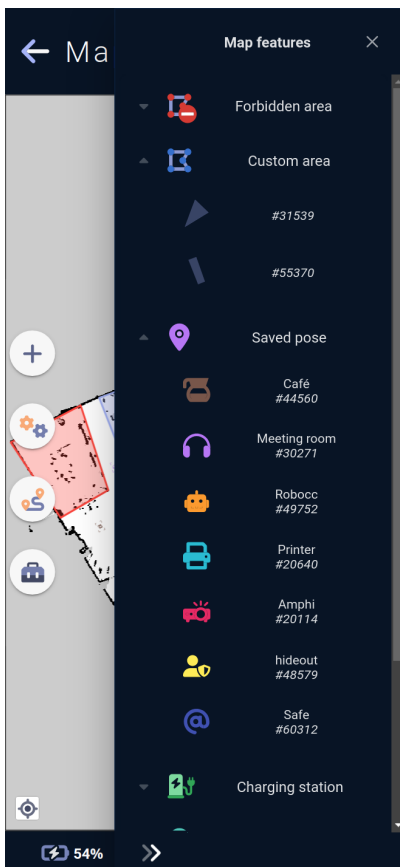 Ma
Map features
Forbidden area
Custom area
#31539
#55370
Saved pose
Café
#44560
Meeting room
#30271
Robocc
#49752
Printer
#20640
Amphi
#20114
hideout
#48579
Safe
#60312
Charging station
54%